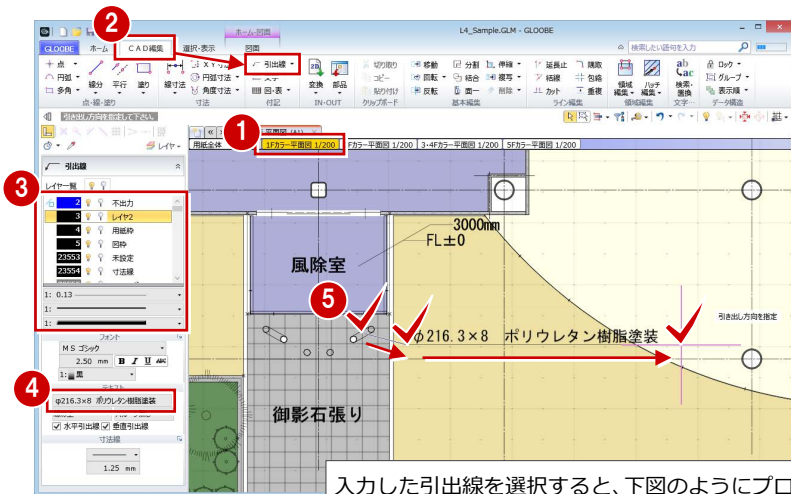 2
ホーム-図面
L4_Sample.GLM - GLOOBE
GLOOBE ホーム CAD編集 選択・表示 図面
検索したい語句を入力
点 線分 平行 塗り 線寸法 円弧寸法 引出線 変換 部品 切取り 移動 分割 伸縮 延長止 隅取 ab ロック
円弧 コピー 回転 結合 複写 結線 包絡 領域編集 ハッチ編集 検索・置換 グループ
多角 角度寸法 図・表 貼り付け 反転 面一 削除 カット 重複 表示順
点・線・塗り 寸法 付記 IN-OUT クリップボード 基本編集 ライン編集 領域編集 文字… データ構造
引き出し方向を指定して下さい。
1
レイヤ
用紙全体 1Fカラー平面図 1/200 Fカラー平面図 1/200 3・4Fカラー平面図 1/200 5Fカラー平面図 1/200
引出線
3
レイヤ一覧
2 不出力
3 レイヤ2
4 用紙枠
5 図枠
23553 未設定
23554 寸法線
1: 0.13
1:
1:
フォント
MS ゴシック
2.50 mm B I U ABC
1: 黒
4
テキスト
φ216.3×8 ポリウレタン樹脂塗装
水平引出線 垂直引出線
寸法線
1.25 mm
3000mm
FL±0
風除室
5
引き出し方向を指定
φ216.3×8 ポリウレタン樹脂塗装
御影石張り
入力した引出線を選択すると、下図のようにプロ